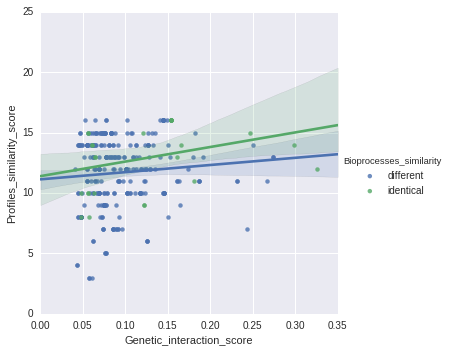 25
20
15
10
5
0
Profiles_similarity_score
0.00 0.05 0.10 0.15 0.20 0.25 0.30 0.35
Genetic_interaction_score
Bioprocesses_similarity
different
identical